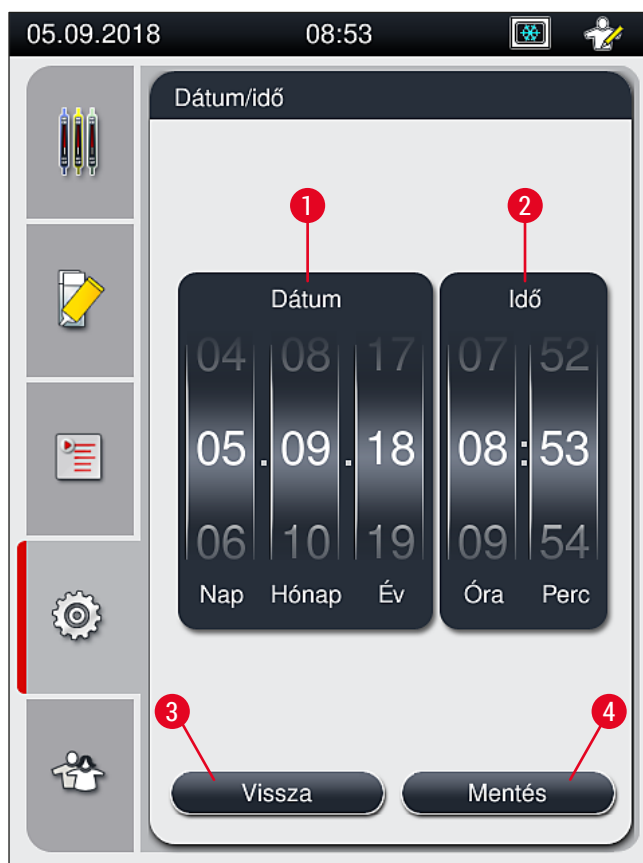 05.09.2018 08:53
Dátum/idő
1 2
Dátum Idő
04 08 17 07 52
05 . 09 . 18 08 : 53
06 10 19 09 54
Nap Hónap Év Óra Perc
3 4
Vissza Mentés